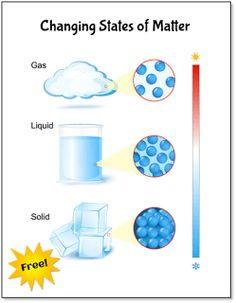 Changing States of Matter
Gas
Liquid
Solid
Free!